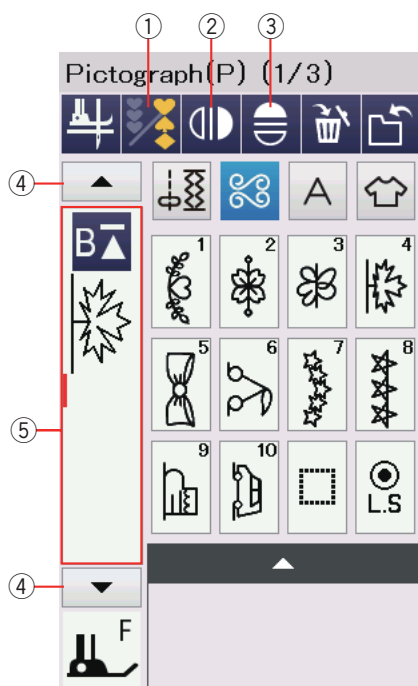 ① ② ③
Pictograph(P) (1/3)
④
A
B
1 2 3 4
5 6 7 8
⑤
9 10
L.S
④
F